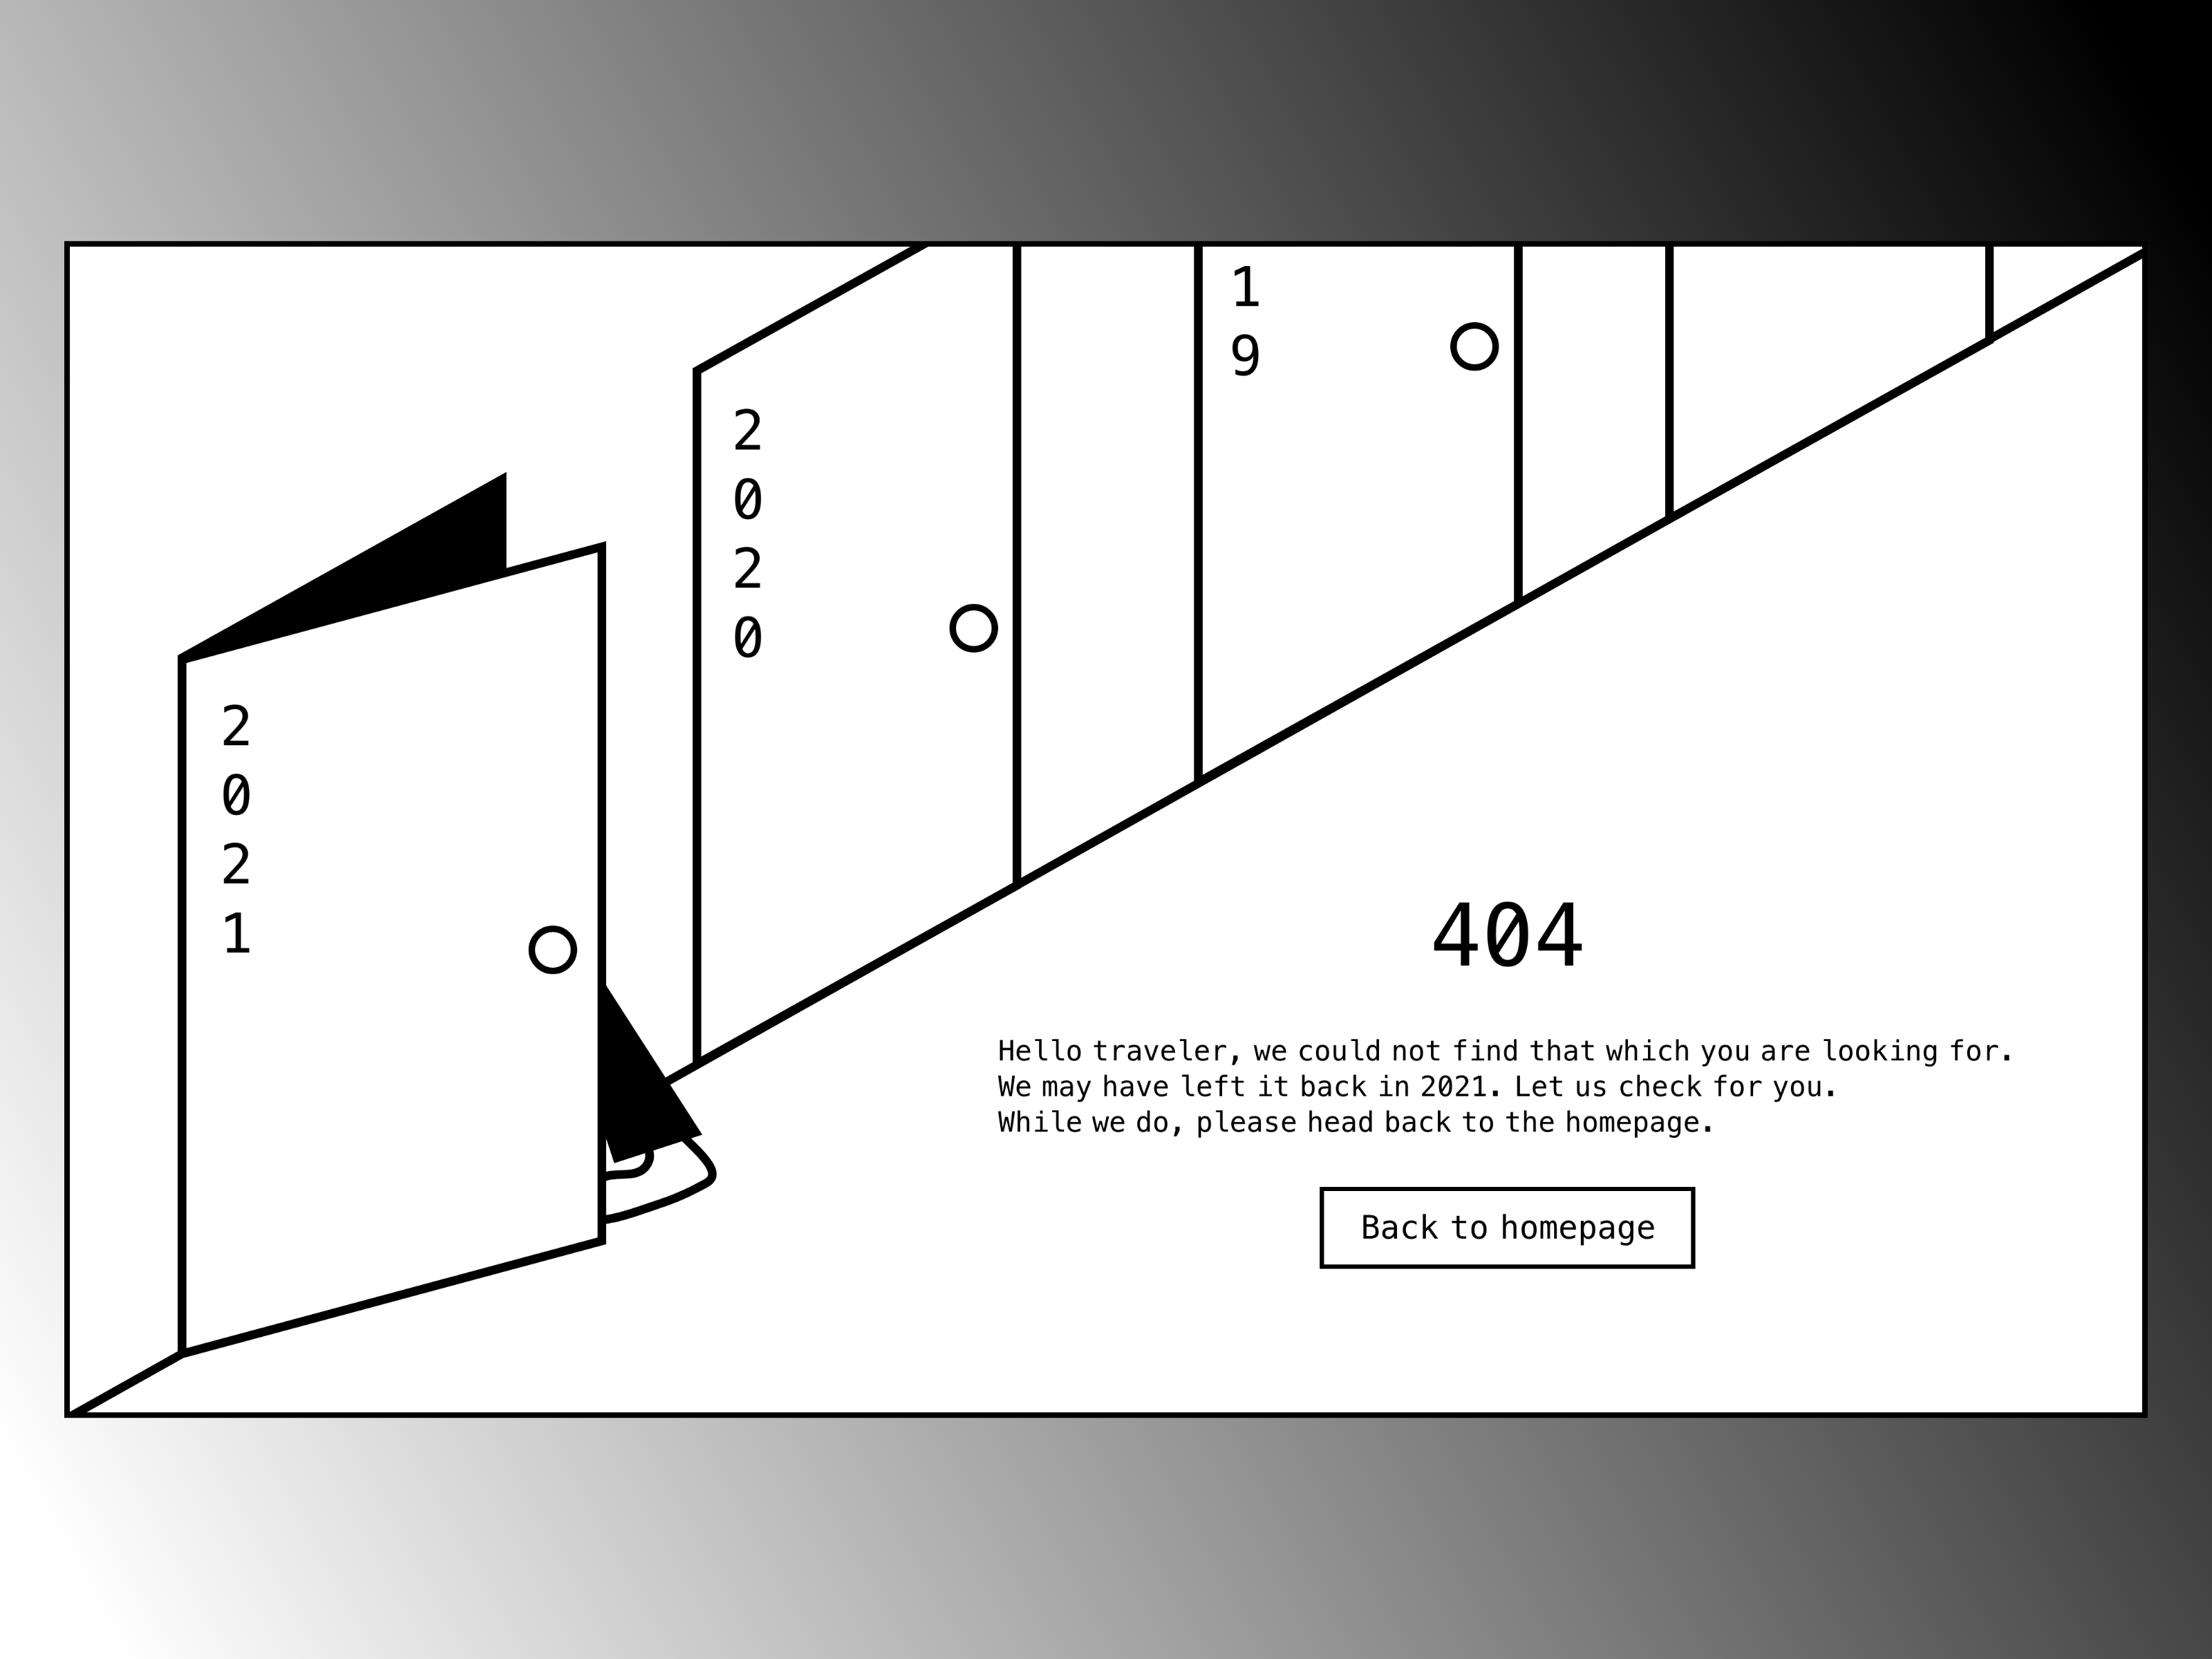 1
9
2
0
2
0
2
0
2
1
404
Hello traveler, we could not find that which you are looking for.
We may have left it back in 2021. Let us check for you.
While we do, please head back to the homepage.
Back to homepage